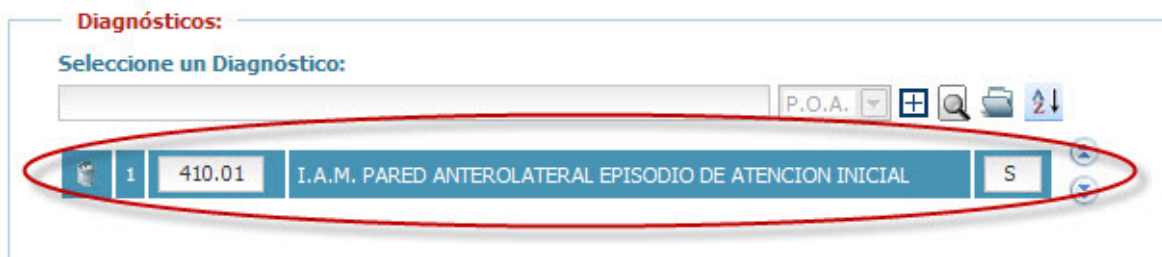 Diagnósticos:
Seleccione un Diagnóstico:
P.O.A.
1 410.01 I.A.M. PARED ANTEROLATERAL EPISODIO DE ATENCION INICIAL S